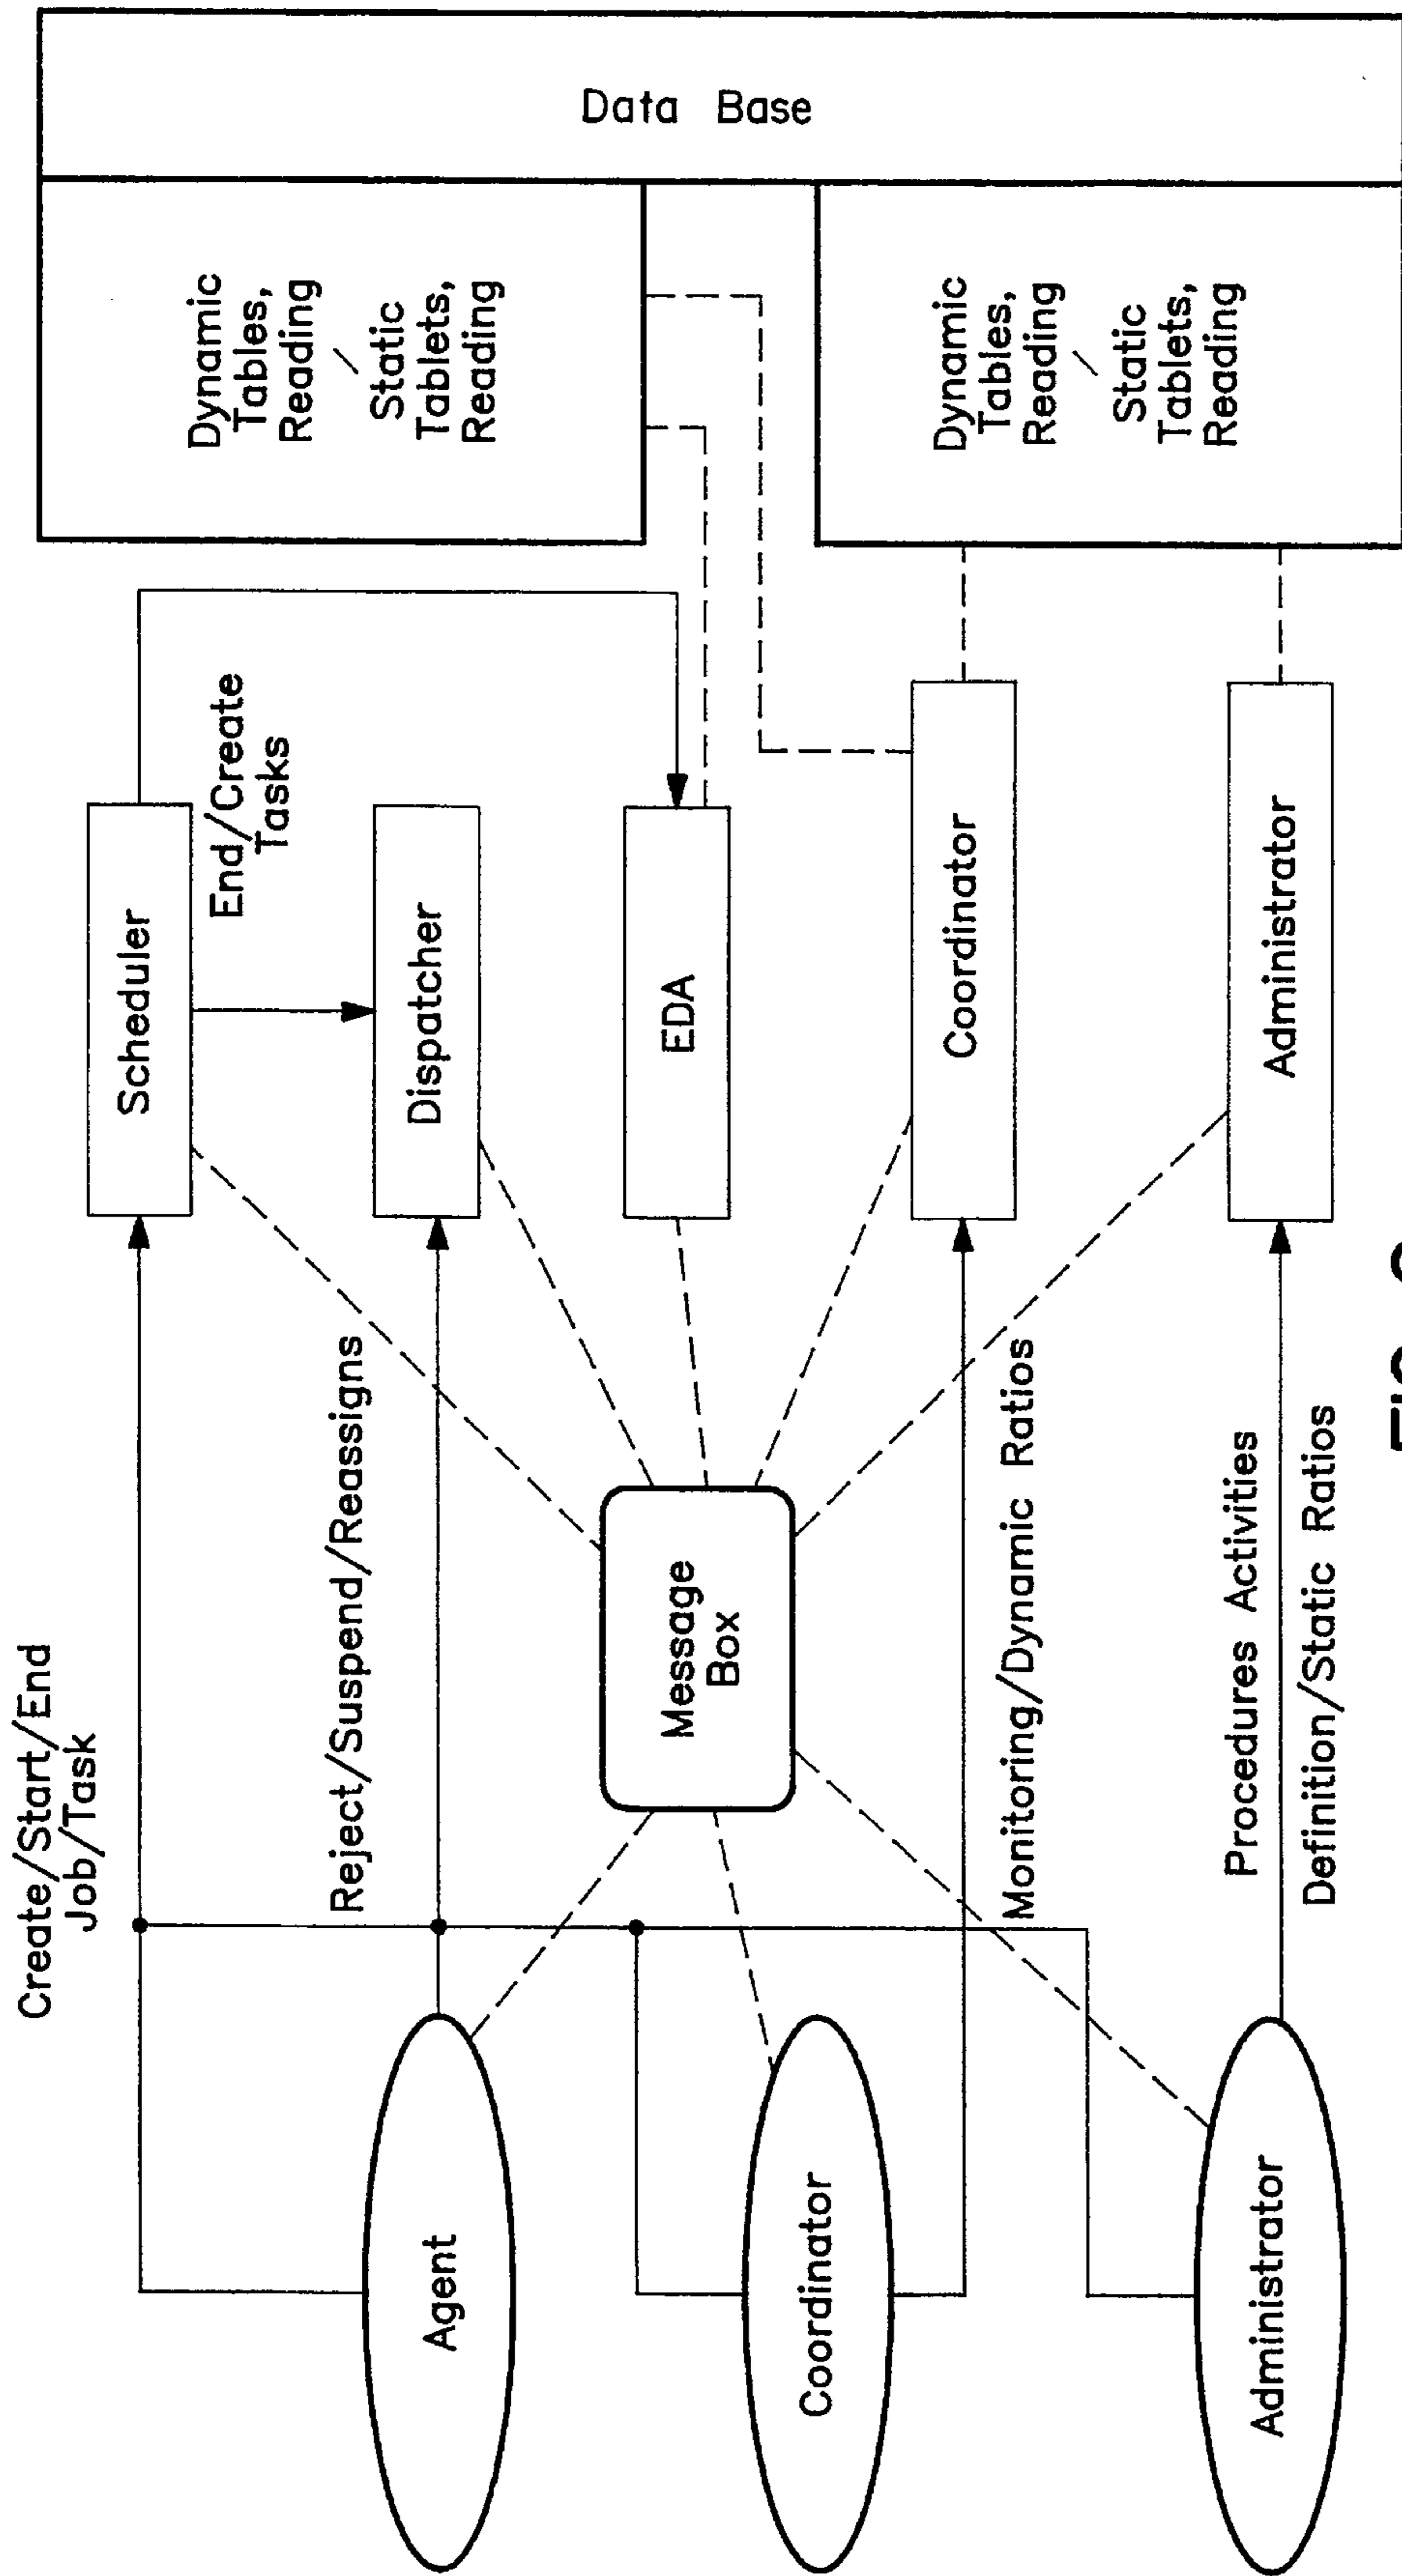 Create/Start/End
Job/Task
Reject/Suspend/Reassigns
Agent
Coordinator
Administrator
Message
Box
Monitoring/Dynamic Ratios
Procedures Activities
Definition/Static Ratios
Scheduler
End/Create
Tasks
Dispatcher
EDA
Coordinator
Administrator
Dynamic
Tables,
Reading
/
Static
Tablets,
Reading
Dynamic
Tables,
Reading
/
Static
Tablets,
Reading
Data Base